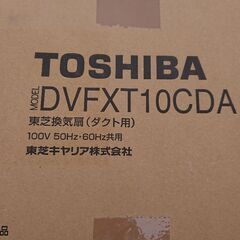 TOSHIBA
MODEL DVFXT10CDA
東芝換気扇(ダクト用)
100V 50Hz・60Hz共用
東芝キヤリア株式会社
品